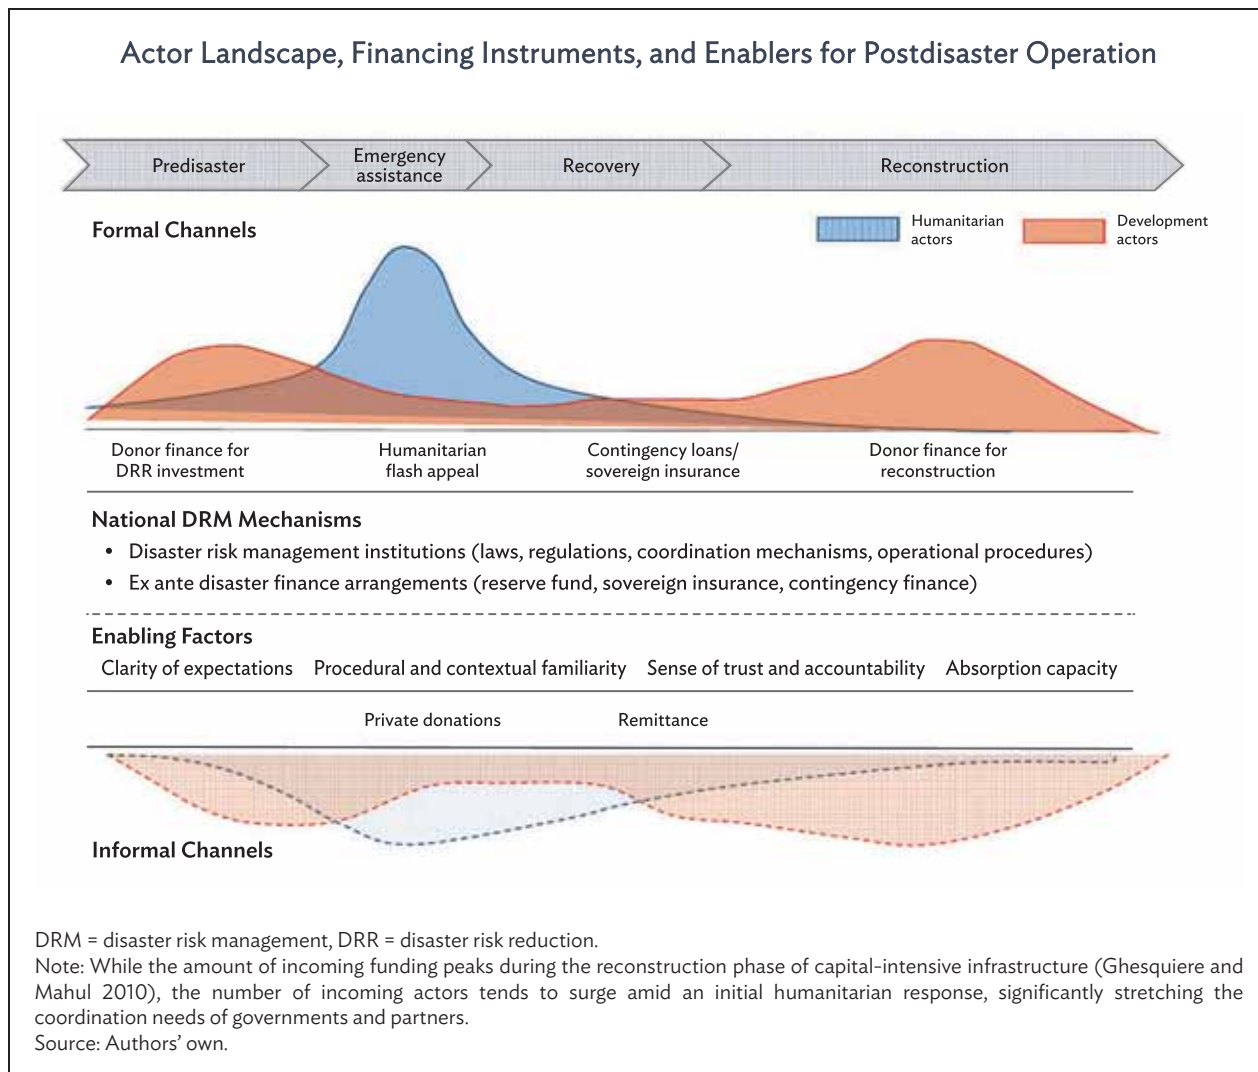 Actor Landscape, Financing Instruments, and Enablers for Postdisaster Operation
Predisaster
Emergency
assistance
Recovery
Reconstruction
Formal Channels
Humanitarian
actors
Development
actors
Donor finance for
DRR investment
Humanitarian
flash appeal
Contingency loans/
sovereign insurance
Donor finance for
reconstruction
National DRM Mechanisms
• Disaster risk management institutions (laws, regulations, coordination mechanisms, operational procedures)
• Ex ante disaster finance arrangements (reserve fund, sovereign insurance, contingency finance)
Enabling Factors
Clarity of expectations Procedural and contextual familiarity Sense of trust and accountability Absorption capacity
Private donations Remittance
Informal Channels
DRM = disaster risk management, DRR = disaster risk reduction.
Note: While the amount of incoming funding peaks during the reconstruction phase of capital-intensive infrastructure (Ghesquiere and
Mahul 2010), the number of incoming actors tends to surge amid an initial humanitarian response, significantly stretching the
coordination needs of governments and partners.
Source: Authors’ own.